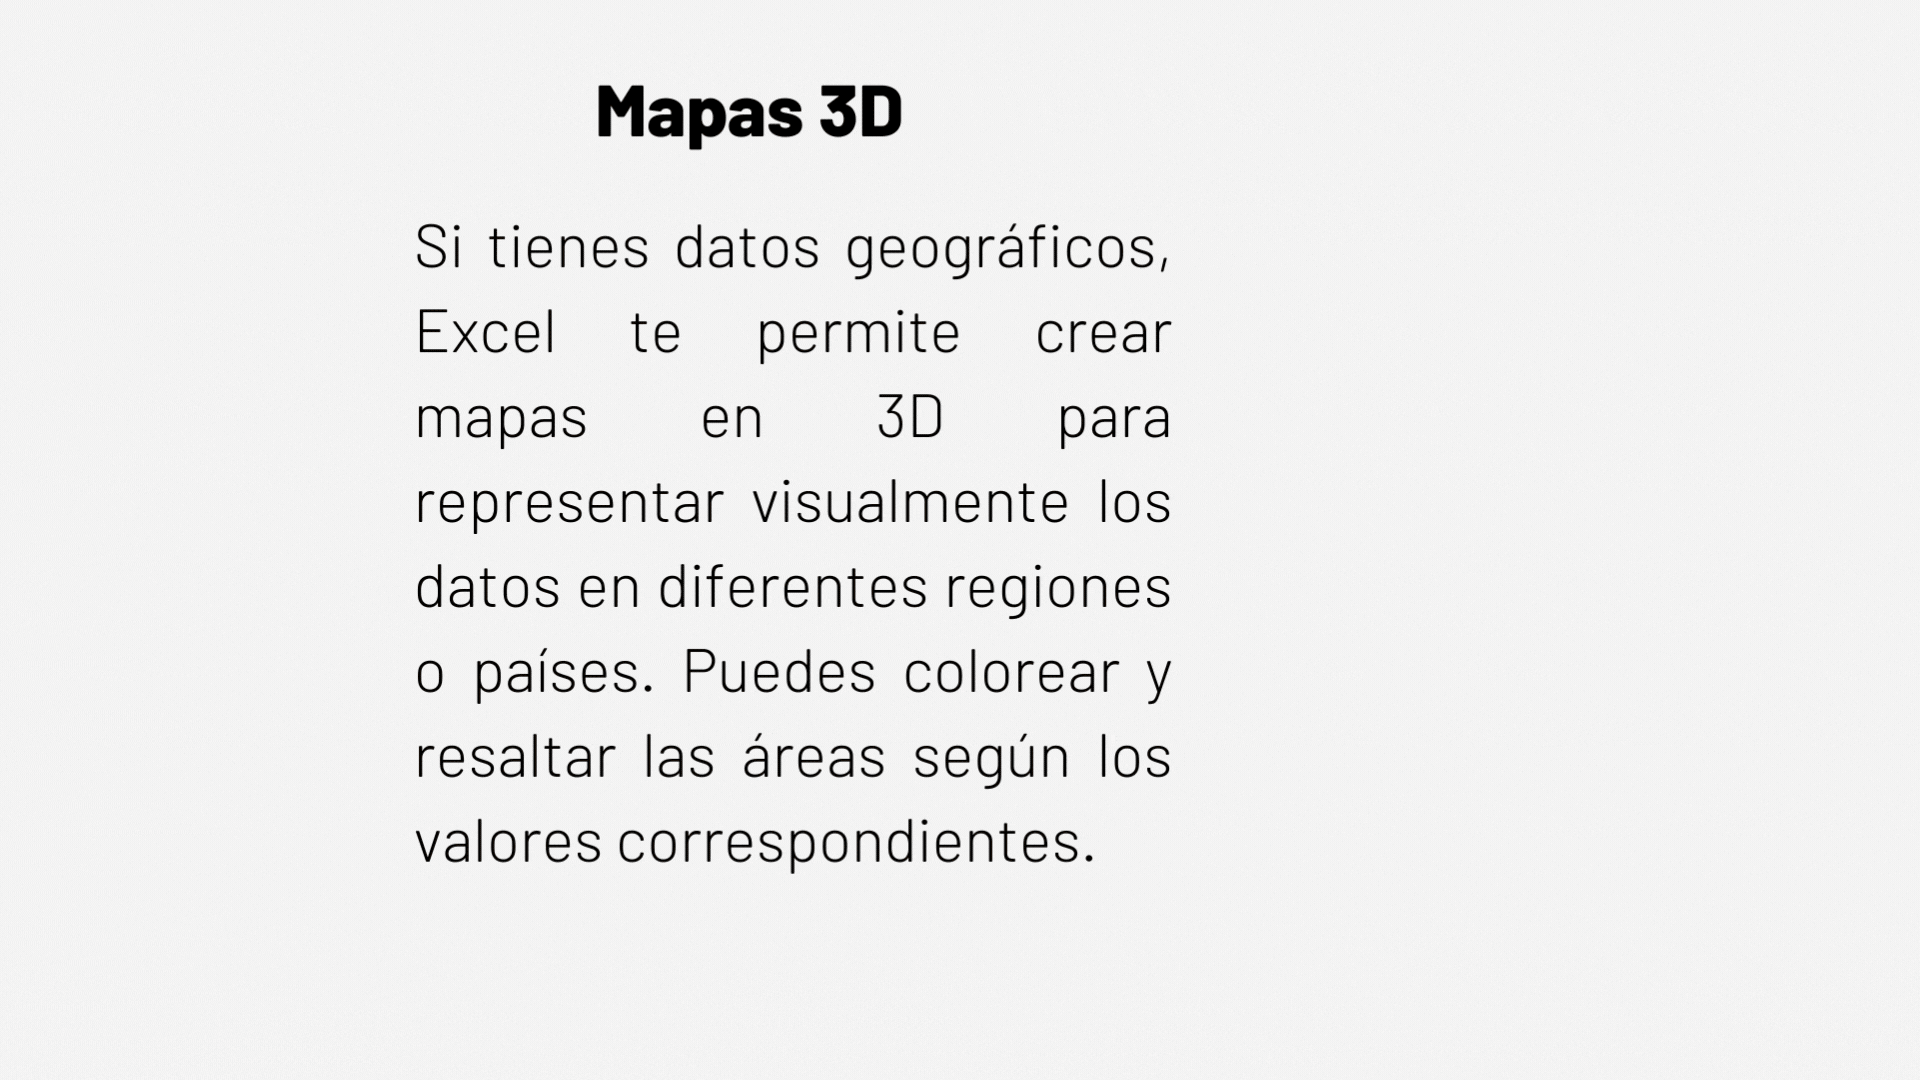 Mapas 3D
Si tienes datos geográficos,
Excel te permite crear
mapas en 3D para
representar visualmente los
datos en diferentes regiones
o países. Puedes colorear y
resaltar las áreas según los
valores correspondientes.